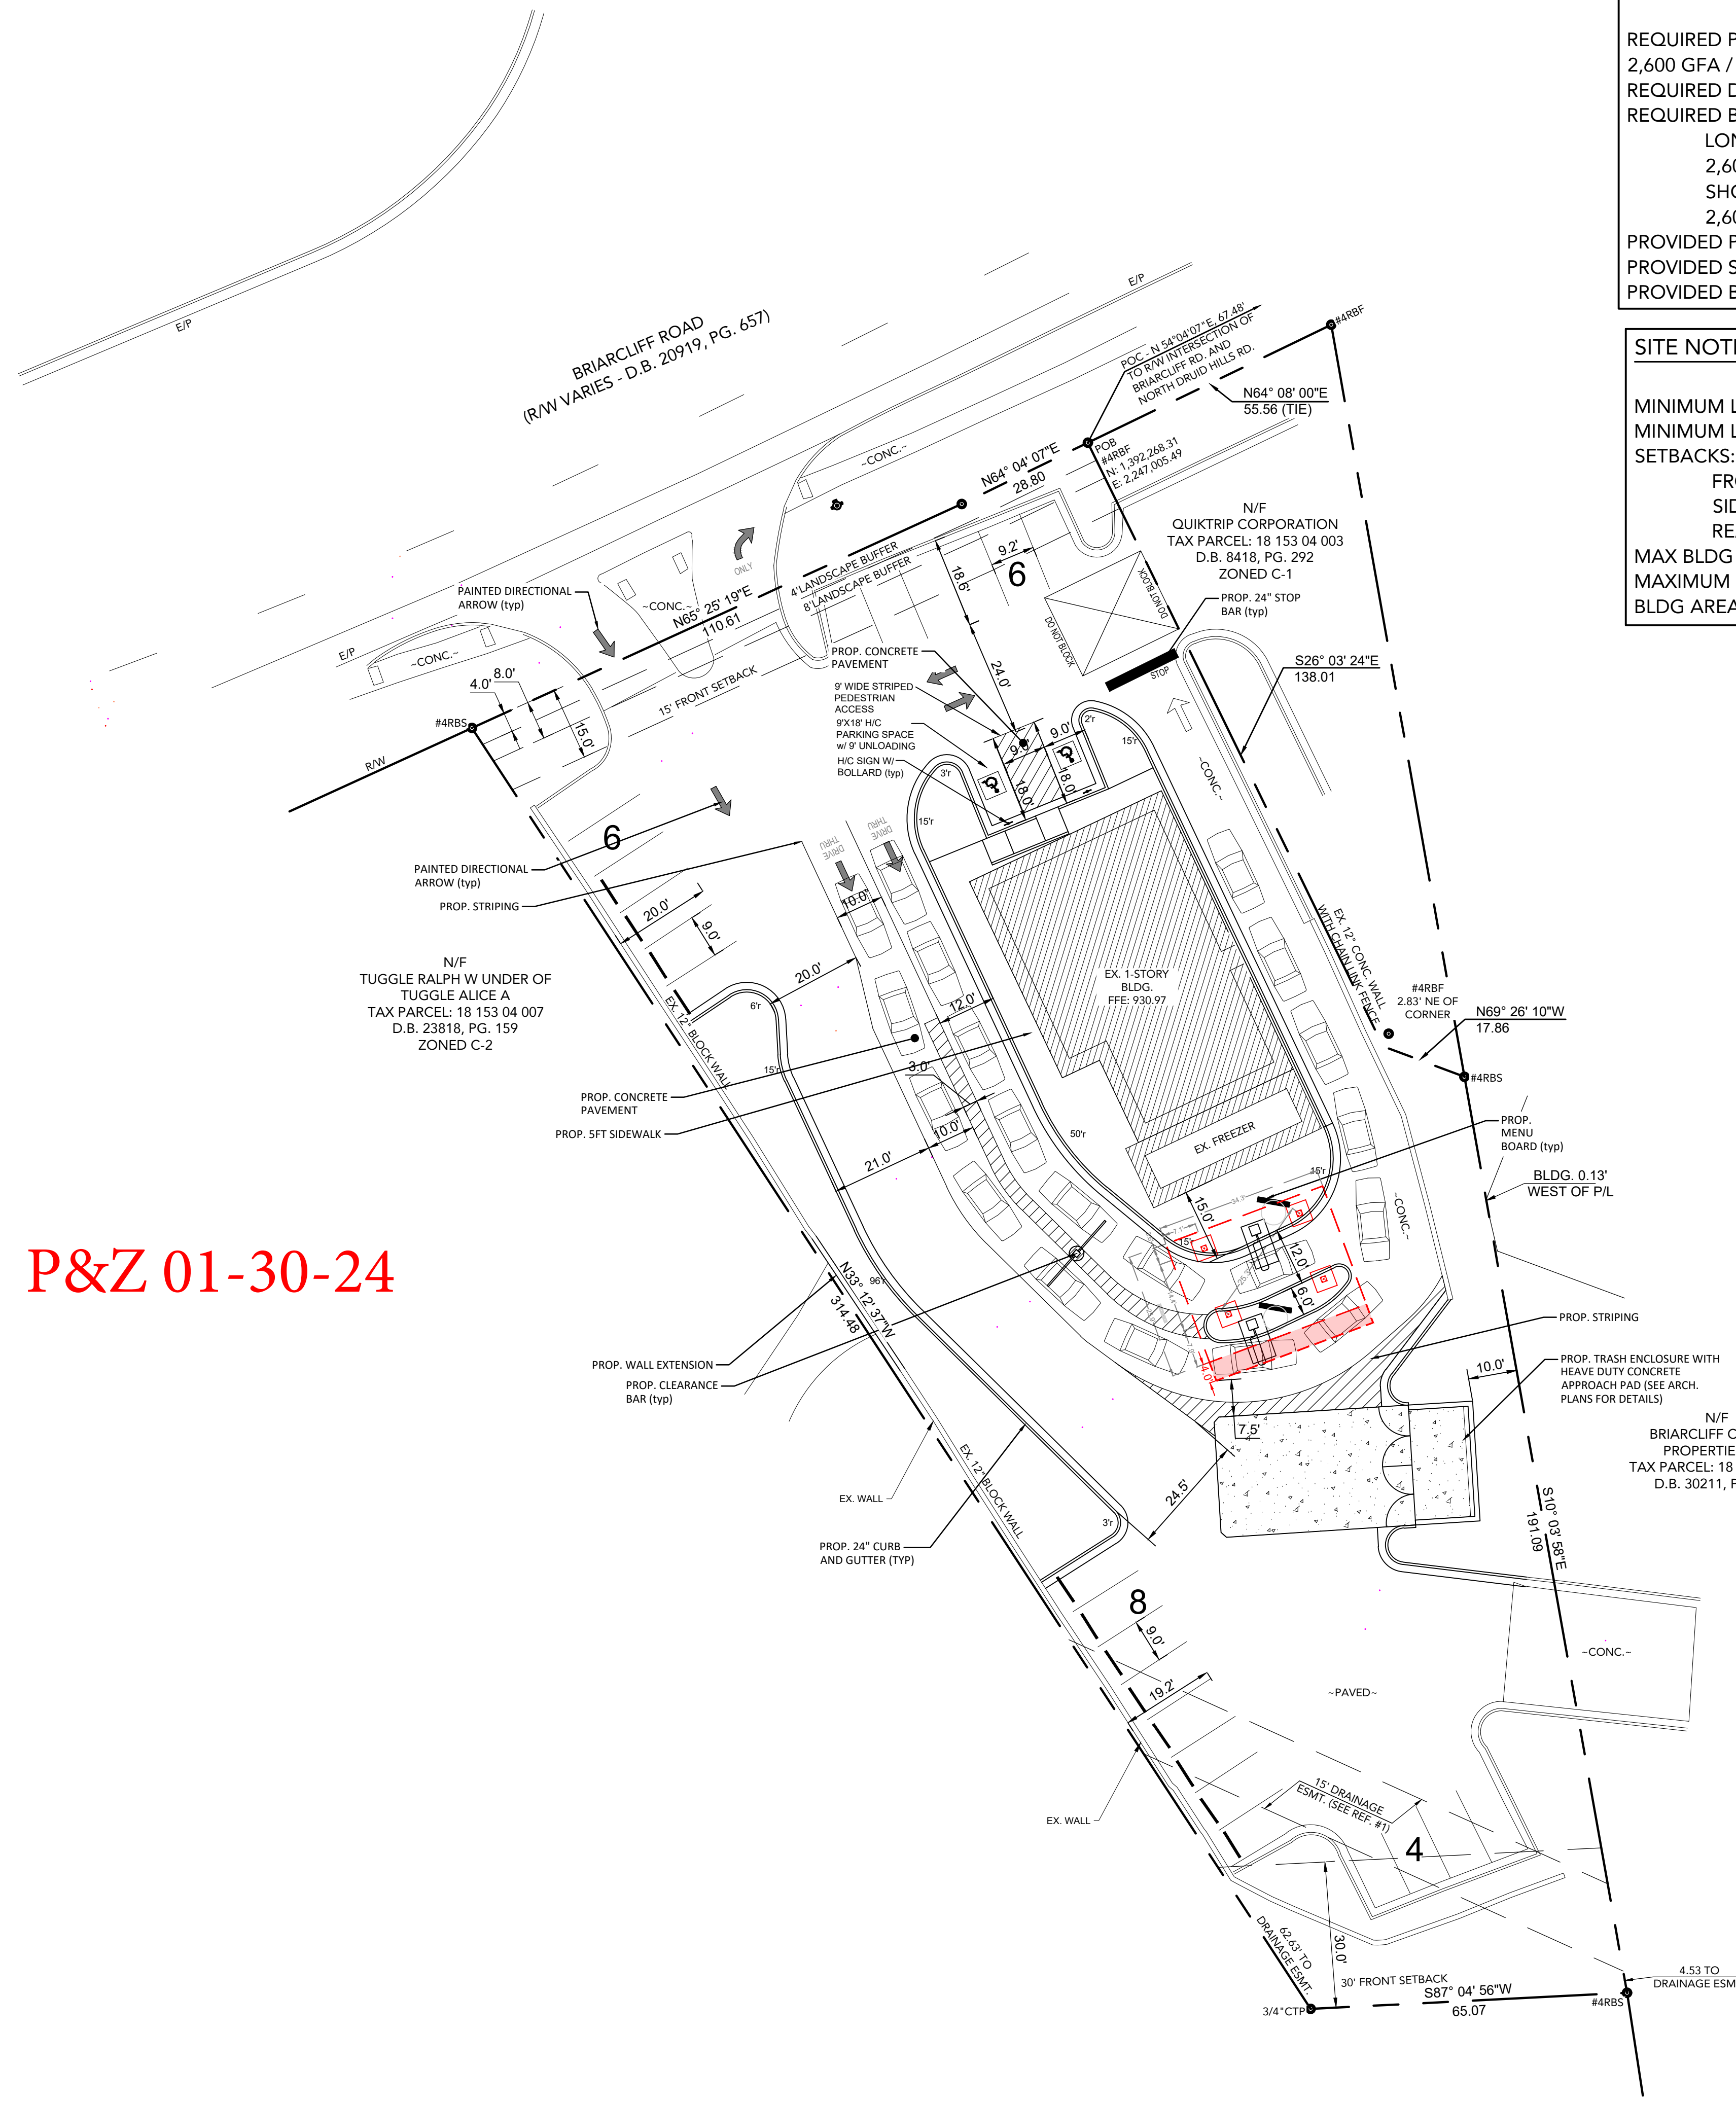 REQUIRED P
2,600 GFA /
REQUIRED D
REQUIRED B
LON
2,60
SHO
2,60
PROVIDED P
PROVIDED S
PROVIDED B
SITE NOT
MINIMUM L
MINIMUM L
SETBACKS:
FRO
SID
REA
MAX BLDG
MAXIMUM
BLDG AREA
E/P
BRIARCLIFF ROAD
(R/W VARIES - D.B. 20919, PG. 657)
E/P
#4RBF
POC - N 54°04'07"E, 67.48'
TO R/W INTERSECTION OF
BRIARCLIFF RD. AND
NORTH DRUID HILLS RD.
N64° 08' 00"E
55.56 (TIE)
POB
#4RBF
N: 1,392,268.31
E: 2,247,005.49
~CONC.~
N64° 04' 07"E
28.80
N/F
QUIKTRIP CORPORATION
TAX PARCEL: 18 153 04 003
D.B. 8418, PG. 292
ZONED C-1
4'LANDSCAPE BUFFER
8'LANDSCAPE BUFFER
9.2'
6
18.6'
ONLY
PAINTED DIRECTIONAL
ARROW (typ)
~CONC.~
N65° 25' 19"E
110.61
DO NOT BLOCK
DO NOT BLOCK
PROP. 24" STOP
BAR (typ)
STOP
E/P
~CONC.~
PROP. CONCRETE
PAVEMENT
24.0'
S26° 03' 24"E
138.01
4.0'
8.0'
15.0'
15' FRONT SETBACK
9' WIDE STRIPED
PEDESTRIAN
ACCESS
9'X18' H/C
PARKING SPACE
w/ 9' UNLOADING
H/C SIGN W/
BOLLARD (typ)
#4RBS
R/W
9.0'
9.0'
18.0'
18.0'
2'r
15'r
3'r
15'r
~CONC.~
6
DRIVE
THRU
DRIVE
THRU
PAINTED DIRECTIONAL
ARROW (typ)
PROP. STRIPING
20.0'
9.0'
10.0'
20.0'
12.0'
N/F
TUGGLE RALPH W UNDER OF
TUGGLE ALICE A
TAX PARCEL: 18 153 04 007
D.B. 23818, PG. 159
ZONED C-2
EX. 1-STORY
BLDG.
FFE: 930.97
EX. 12" CONC. WALL
WITH CHAIN LINK FENCE
#4RBF
2.83' NE OF
CORNER
N69° 26' 10"W
17.86
#4RBS
6'r
EX. 12" BLOCK WALL
15'r
3.0'
10.0'
21.0'
50'r
PROP. CONCRETE
PAVEMENT
PROP. 5FT SIDEWALK
EX. FREEZER
PROP.
MENU
BOARD (typ)
BLDG. 0.13'
WEST OF P/L
15'r
34.3'
15.0'
7.1'
15'r
12.0'
6.0'
~CONC.~
P&Z 01-30-24
N33° 12' 37"W
314.48
96'r
PROP. WALL EXTENSION
PROP. CLEARANCE
BAR (typ)
4.0'
7.5'
10.0'
PROP. STRIPING
PROP. TRASH ENCLOSURE WITH
HEAVE DUTY CONCRETE
APPROACH PAD (SEE ARCH.
PLANS FOR DETAILS)
N/F
BRIARCLIFF C
PROPERTIE
TAX PARCEL: 18
D.B. 30211, P
EX. WALL
EX. 12" BLOCK WALL
24.5'
3'r
PROP. 24" CURB
AND GUTTER (TYP)
S10° 03' 58"E
191.09
8
9.0'
19.2'
~CONC.~
~PAVED~
EX. WALL
15' DRAINAGE
ESMT. (SEE REF. #1)
4
62.63' TO
DRAINAGE ESMT.
30.0'
30' FRONT SETBACK
S87° 04' 56"W
65.07
3/4"CTP
#4RBS
4.53 TO
DRAINAGE ESM